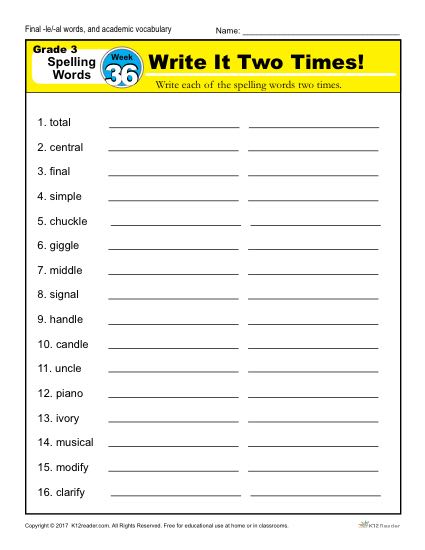 Final -le/-al words, and academic vocabulary
Name: ______________________________
Grade 3
Spelling
Words
Week
36
Write It Two Times!
Write each of the spelling words two times.
1. total
2. central
3. final
4. simple
5. chuckle
6. giggle
7. middle
8. signal
9. handle
10. candle
11. uncle
12. piano
13. ivory
14. musical
15. modify
16. clarify
Copyright © 2017 K12reader.com. All Rights Reserved. Free for educational use at home or in classrooms.
K12Reader